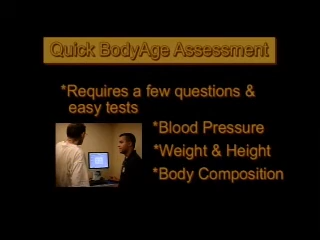 Quick BodyAge Assessment
*Requires a few questions &
easy tests
*Blood Pressure
*Weight & Height
*Body Composition